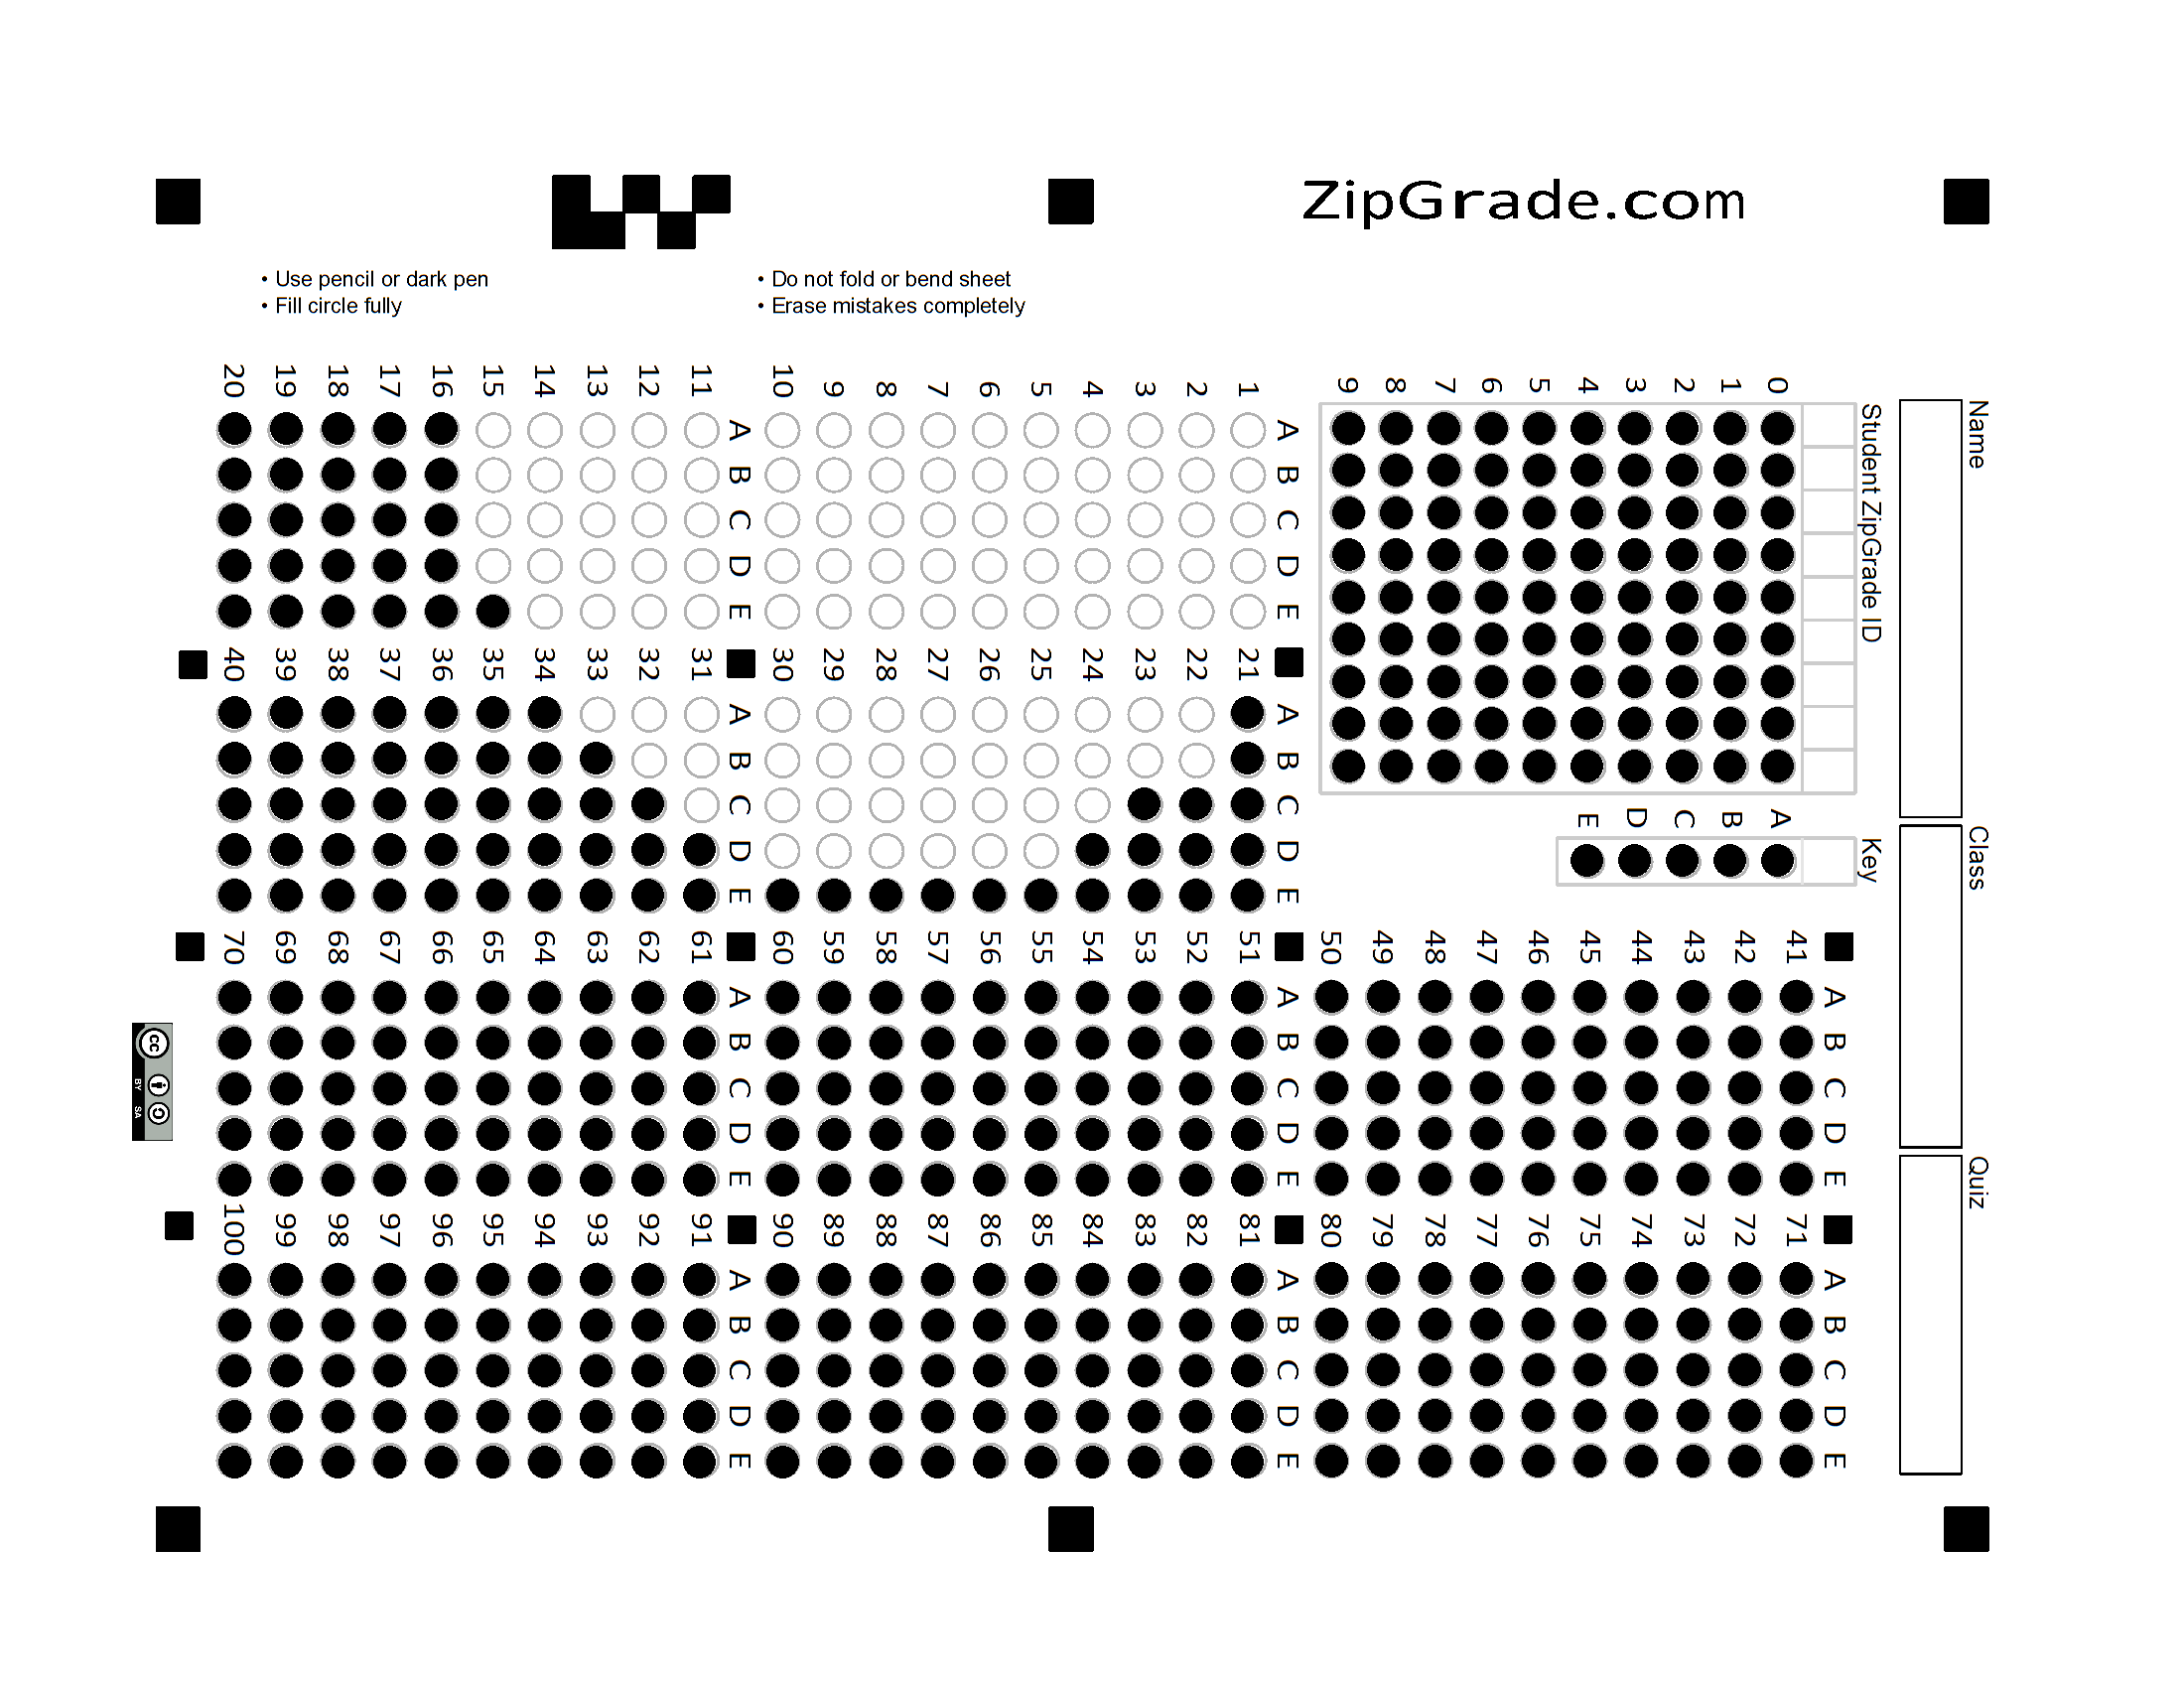 ZipGrade.com
• Use pencil or dark pen
• Fill circle fully
• Do not fold or bend sheet
• Erase mistakes completely
Name
Class
Quiz
Student ZipGrade ID
0 1 2 3 4 5 6 7 8 9
Key
A B C D E
1 2 3 4 5 6 7 8 9 10
A B C D E
11 12 13 14 15 16 17 18 19 20
A B C D E
21 22 23 24 25 26 27 28 29 30
A B C D E
31 32 33 34 35 36 37 38 39 40
A B C D E
41 42 43 44 45 46 47 48 49 50
A B C D E
51 52 53 54 55 56 57 58 59 60
A B C D E
61 62 63 64 65 66 67 68 69 70
A B C D E
71 72 73 74 75 76 77 78 79 80
A B C D E
81 82 83 84 85 86 87 88 89 90
A B C D E
91 92 93 94 95 96 97 98 99 100
A B C D E
cc BY SA